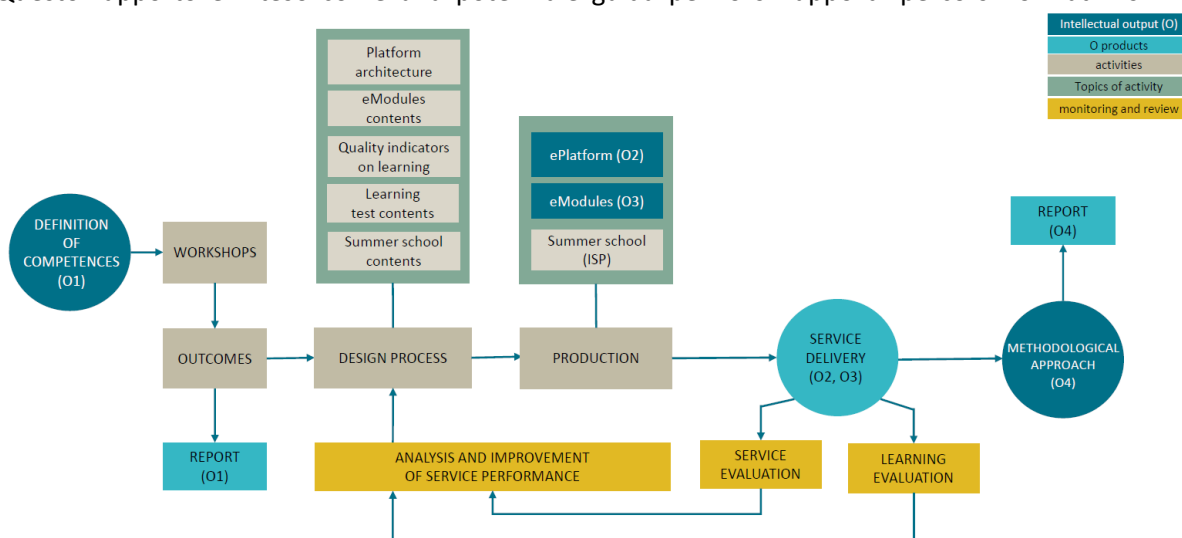 Intellectual output (O)
O products
activities
Topics of activity
monitoring and review
Platform
architecture
eModules
contents
Quality indicators
on learning
Learning
test contents
Summer school
contents
ePlatform (O2)
eModules (O3)
Summer school
(ISP)
DEFINITION
OF
COMPETENCES
(O1)
WORKSHOPS
REPORT
(O4)
OUTCOMES
DESIGN PROCESS
PRODUCTION
SERVICE
DELIVERY
(O2, O3)
METHODOLOGICAL
APPROACH
(O4)
REPORT
(O1)
ANALYSIS AND IMPROVEMENT
OF SERVICE PERFORMANCE
SERVICE
EVALUATION
LEARNING
EVALUATION